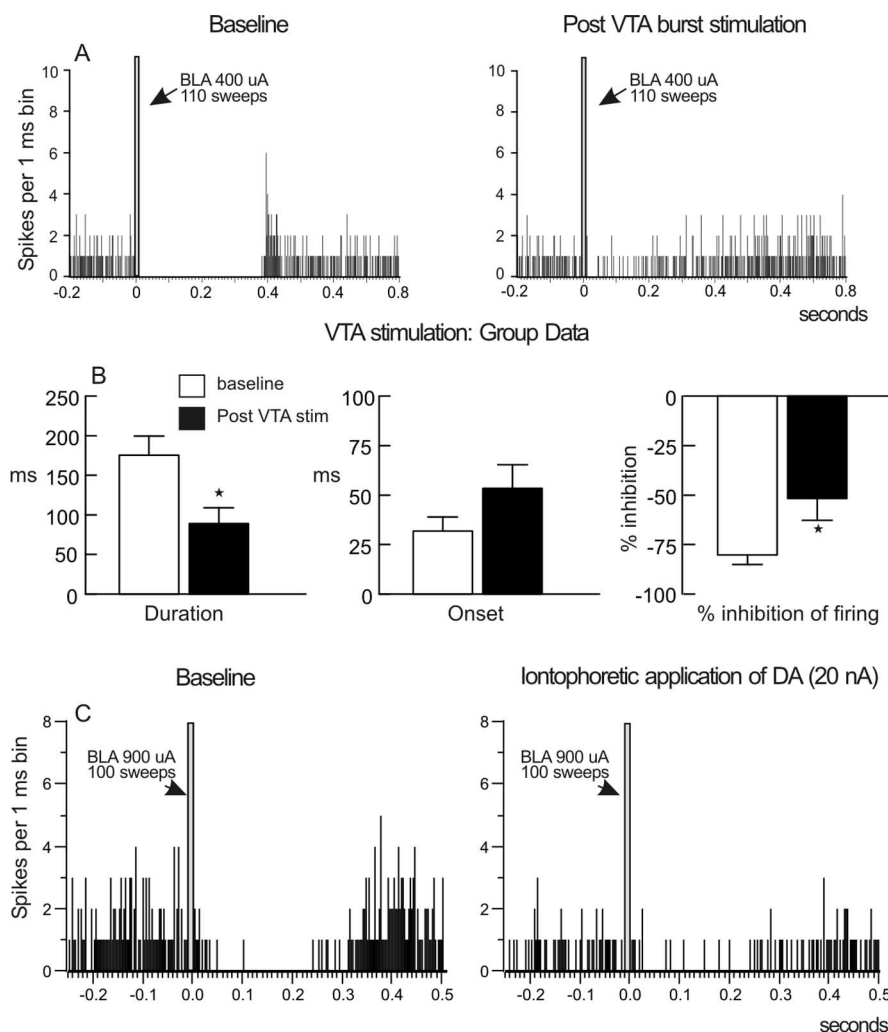 Baseline
Post VTA burst stimulation
A
Spikes per 1 ms bin
10
8
6
4
2
0
BLA 400 uA
110 sweeps
-0.2 0 0.2 0.4 0.6 0.8
10
8
6
4
2
0
BLA 400 uA
110 sweeps
-0.2 0 0.2 0.4 0.6 0.8
seconds
VTA stimulation: Group Data
B
baseline
Post VTA stim
ms
250
200
150
100
50
0
Duration
ms
100
75
50
25
0
Onset
% inhibition
0
-25
-50
-75
-100
% inhibition of firing
Baseline
Iontophoretic application of DA (20 nA)
C
Spikes per 1 ms bin
8
6
4
2
0
BLA 900 uA
100 sweeps
-0.2 -0.1 0.0 0.1 0.2 0.3 0.4 0.5
8
6
4
2
0
BLA 900 uA
100 sweeps
-0.2 -0.1 0.0 0.1 0.2 0.3 0.4 0.5
seconds